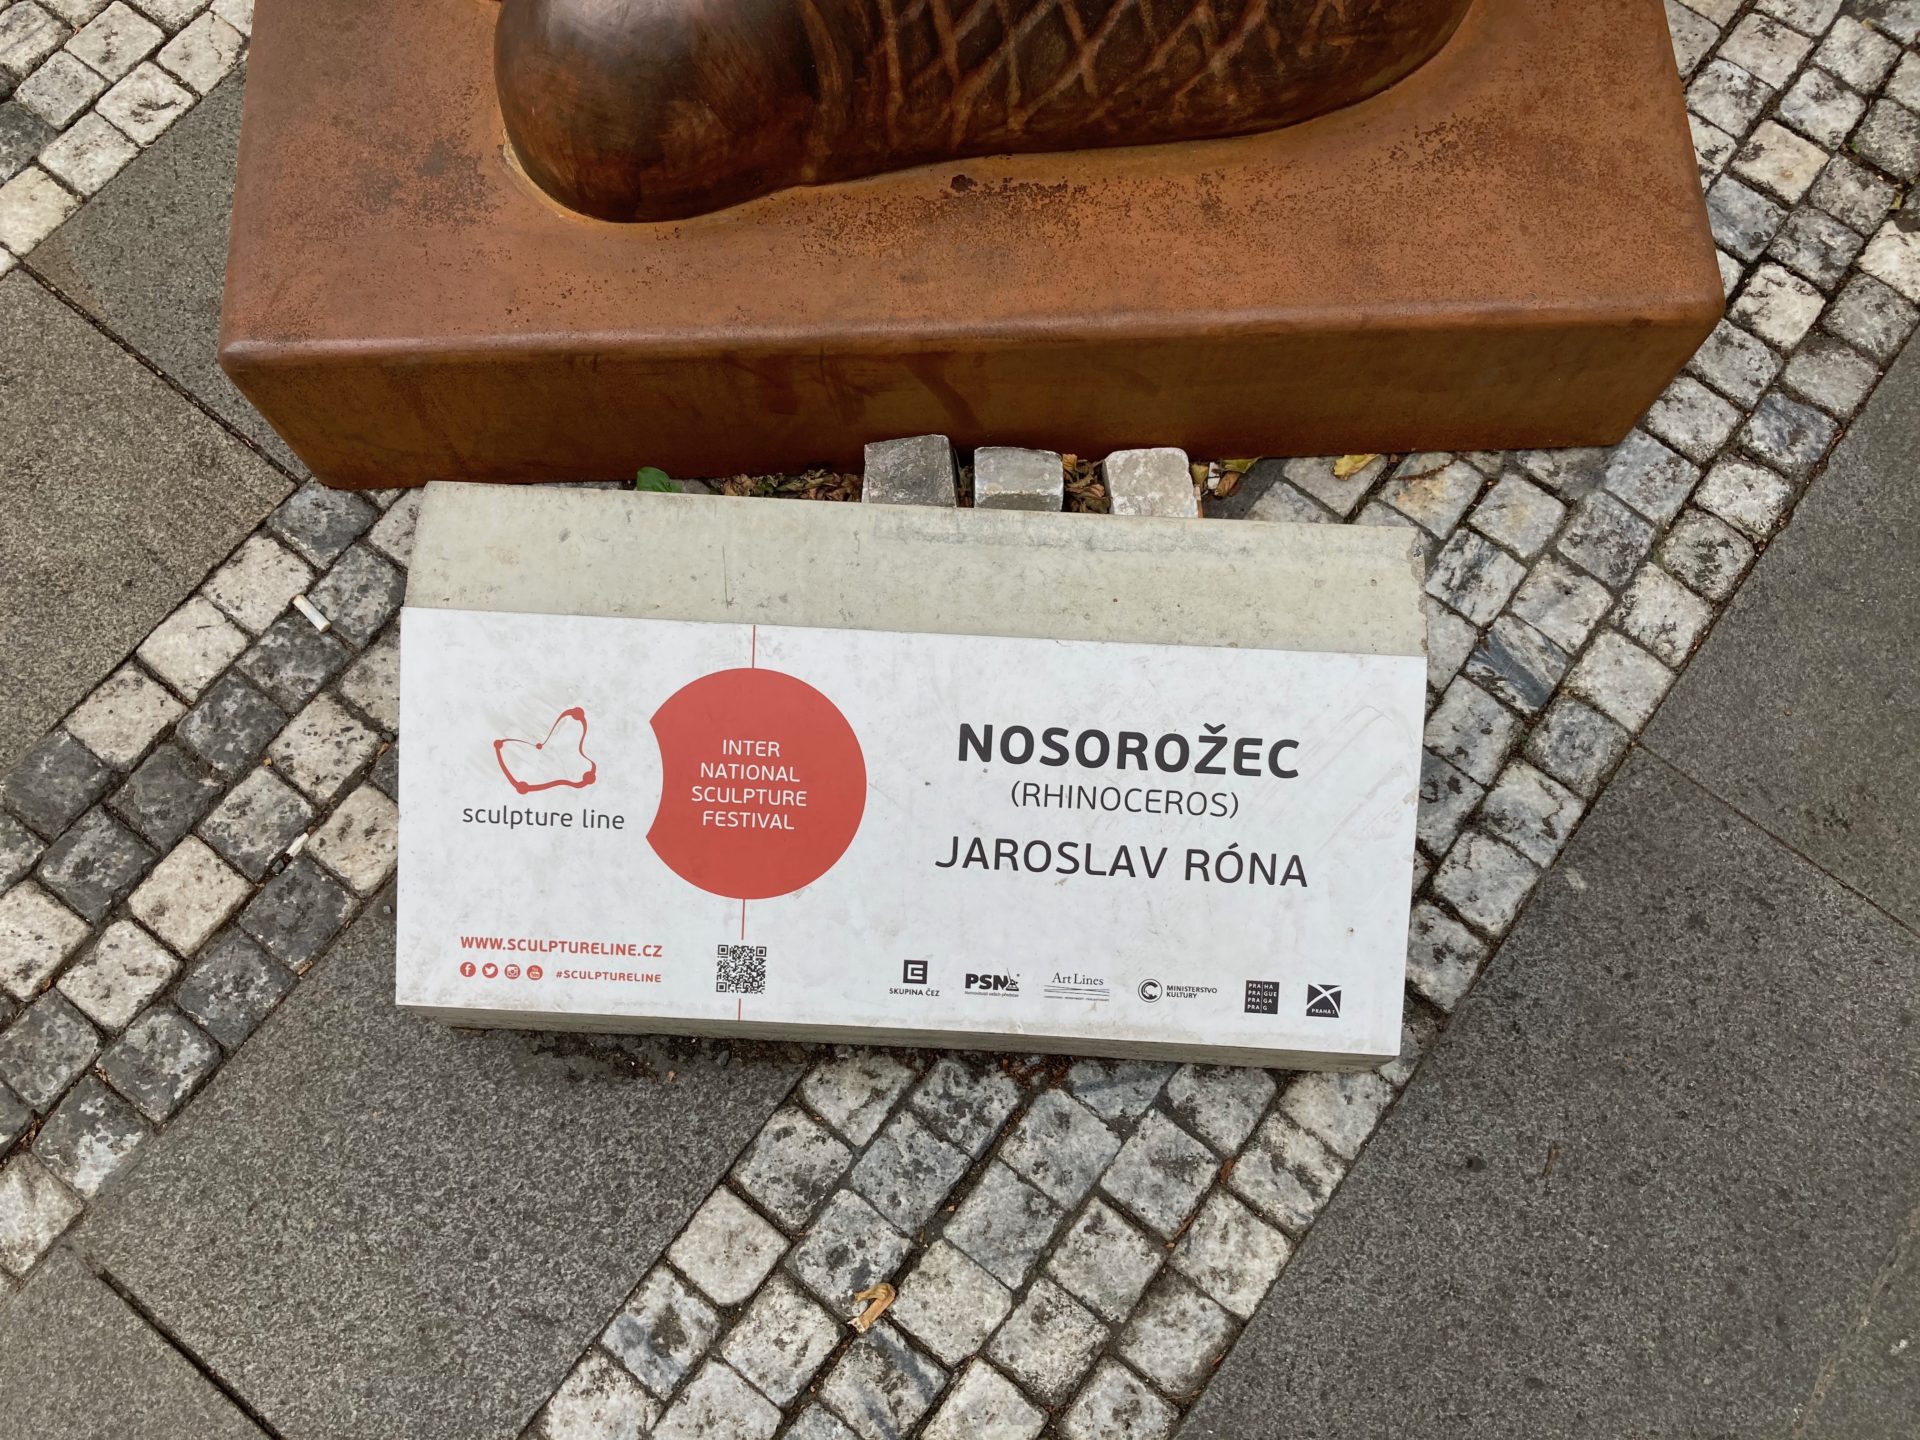 sculpture line
INTER
NATIONAL
SCULPTURE
FESTIVAL
NOSOROŽEC
(RHINOCEROS)
JAROSLAV RÓNA
WWW.SCULPTURELINE.CZ
#SCULPTURELINE
SKUPINA ČEZ
PSN
Art Lines
MINISTERSTVO
KULTURY
PRAHA
PRAGUE
PRAGA
PRAG
PRAHA 1